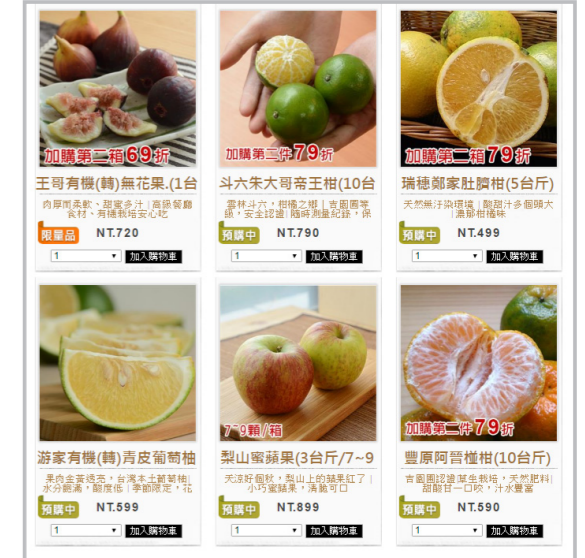 加購第二箱69折
加購第二件79折
加購第二箱79折
王哥有機(轉)無花果.(1台
斗六朱大哥帝王柑(10台
瑞穗鄭家肚臍柑(5台斤)
肉厚而柔軟、甜蜜多汁 | 高級餐廳
食材、有機栽培安心吃
雲林斗六，柑橘之鄉 | 吉園圃等
級，安全認證 | 隨時測量紀錄，保
天然無汙染環境 | 酸甜汁多個頭大
| 濃郁柑橘味
限量品 NT.720
預購中 NT.790
預購中 NT.499
1 加入購物車
1 加入購物車
1 加入購物車
7~9顆/箱
加購第二件79折
游家有機(轉)青皮葡萄柚
梨山蜜蘋果(3台斤/7~9
豐原阿晉槿柑(10台斤)
果肉金黃透亮，台灣本土葡萄柚 |
水分飽滿，酸度低 | 季節限定，花
天涼好個秋，梨山上的蘋果紅了 |
小巧蜜蘋果，清脆可口
吉園圃認證草生栽培，天然肥料 |
甜酸甘一口咬，汁水豐富
預購中 NT.599
預購中 NT.899
預購中 NT.590
1 加入購物車
1 加入購物車
1 加入購物車